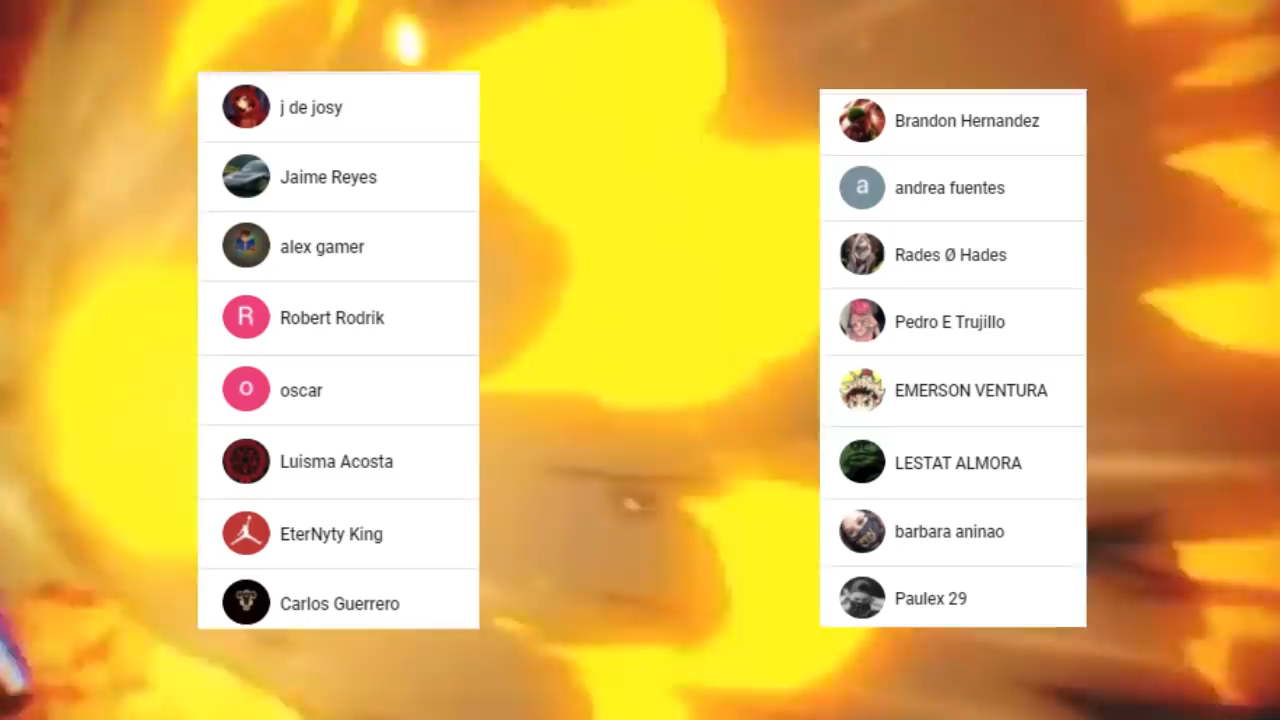 j de josy
Jaime Reyes
alex gamer
R
Robert Rodrik
o
oscar
Luisma Acosta
EterNyty King
Carlos Guerrero
Brandon Hernandez
a
andrea fuentes
Rades Ø Hades
Pedro E Trujillo
EMERSON VENTURA
LESTAT ALMORA
barbara aninao
Paulex 29